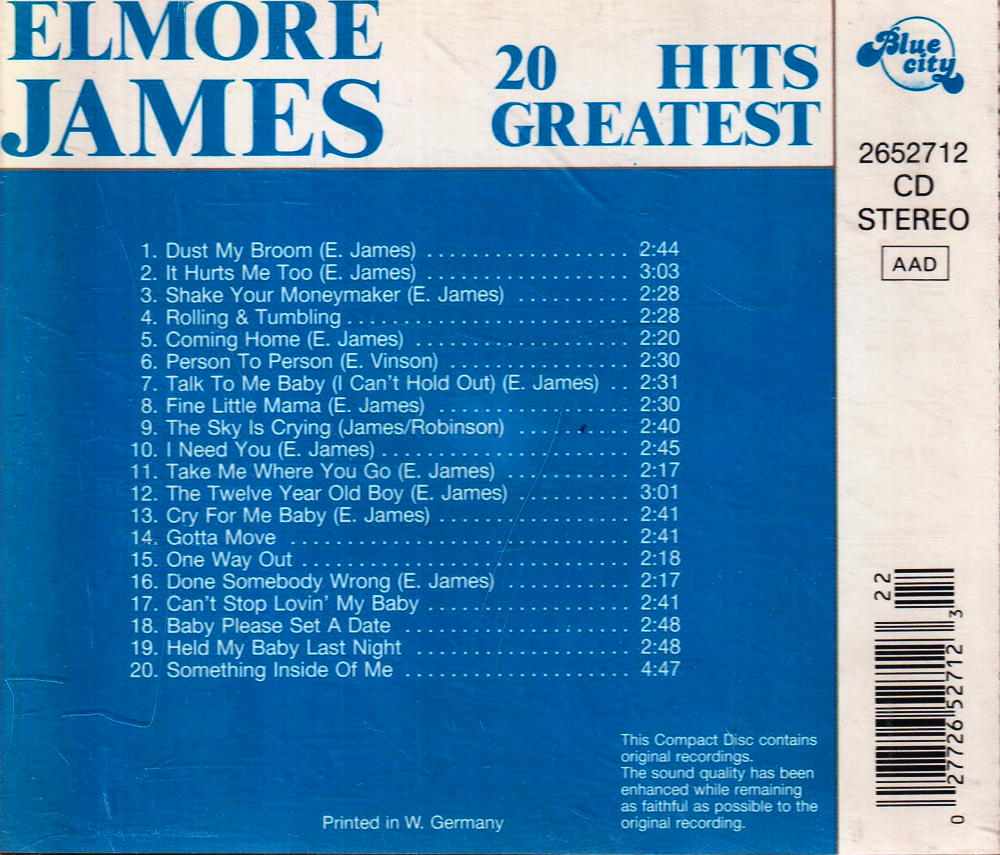 ELMORE
JAMES
20 HITS
GREATEST
Blue
city
2652712
CD
STEREO
AAD
1. Dust My Broom (E. James) .................. 2:44
2. It Hurts Me Too (E. James) ................... 3:03
3. Shake Your Moneymaker (E. James) .......... 2:28
4. Rolling & Tumbling ......................... 2:28
5. Coming Home (E. James) .................... 2:20
6. Person To Person (E. Vinson) ................ 2:30
7. Talk To Me Baby (I Can't Hold Out) (E. James) .. 2:31
8. Fine Little Mama (E. James) ................. 2:30
9. The Sky Is Crying (James/Robinson) .......... 2:40
10. I Need You (E. James) ...................... 2:45
11. Take Me Where You Go (E. James) ............ 2:17
12. The Twelve Year Old Boy (E. James) ........... 3:01
13. Cry For Me Baby (E. James) ................. 2:41
14. Gotta Move .............................. 2:41
15. One Way Out ............................. 2:18
16. Done Somebody Wrong (E. James) ........... 2:17
17. Can't Stop Lovin' My Baby .................. 2:41
18. Baby Please Set A Date .................... 2:48
19. Held My Baby Last Night ................... 2:48
20. Something Inside Of Me .................... 4:47
This Compact Disc contains
original recordings.
The sound quality has been
enhanced while remaining
as faithful as possible to the
original recording.
Printed in W. Germany
22
0 27726 52712 3